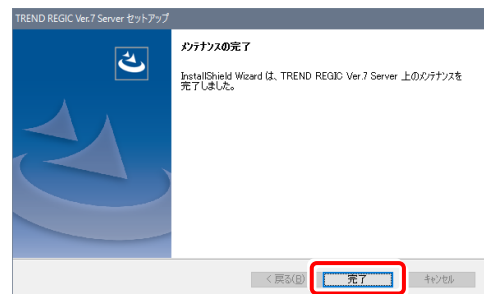 TREND REGIC Ver.7 Server セットアップ
メンテナンスの完了
InstallShield Wizard は、TREND REGIC Ver.7 Server 上のメンテナンスを
完了しました。
< 戻る(B)
完了
キャンセル